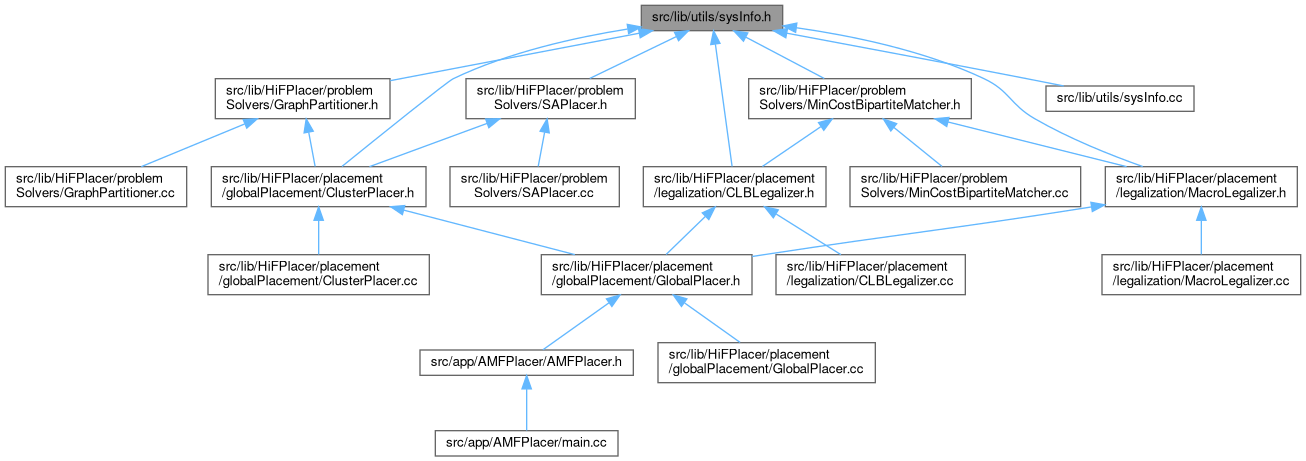 src/lib/utils/sysInfo.h
src/lib/HiFPlacer/problem
Solvers/GraphPartitioner.h
src/lib/HiFPlacer/problem
Solvers/SAPlacer.h
src/lib/HiFPlacer/problem
Solvers/MinCostBipartiteMatcher.h
src/lib/utils/sysInfo.cc
src/lib/HiFPlacer/problem
Solvers/GraphPartitioner.cc
src/lib/HiFPlacer/placement
/globalPlacement/ClusterPlacer.h
src/lib/HiFPlacer/problem
Solvers/SAPlacer.cc
src/lib/HiFPlacer/placement
/legalization/CLBLegalizer.h
src/lib/HiFPlacer/problem
Solvers/MinCostBipartiteMatcher.cc
src/lib/HiFPlacer/placement
/legalization/MacroLegalizer.h
src/lib/HiFPlacer/placement
/globalPlacement/ClusterPlacer.cc
src/lib/HiFPlacer/placement
/globalPlacement/GlobalPlacer.h
src/lib/HiFPlacer/placement
/legalization/CLBLegalizer.cc
src/lib/HiFPlacer/placement
/legalization/MacroLegalizer.cc
src/app/AMFPlacer/AMFPlacer.h
src/lib/HiFPlacer/placement
/globalPlacement/GlobalPlacer.cc
src/app/AMFPlacer/main.cc